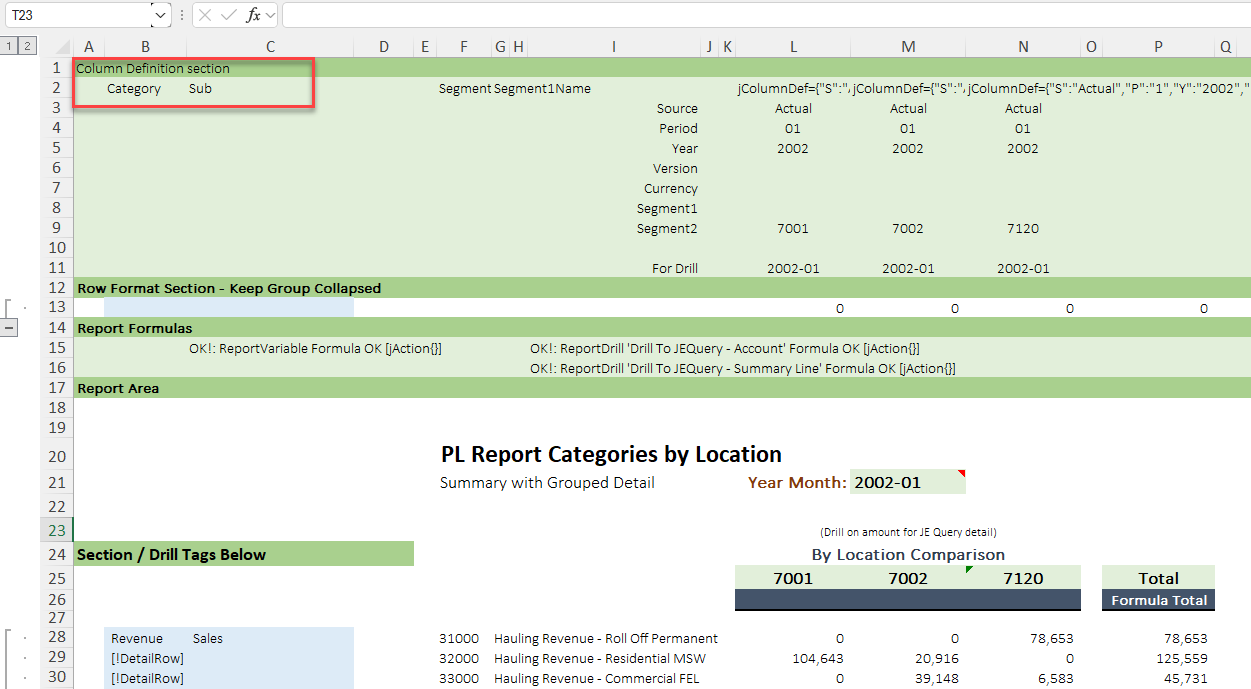 T23 fx
1 2 A B C D E F G H I J K L M N O P Q
1 Column Definition section
2 Category Sub Segment Segment1Name jColumnDef={"S":"A jColumnDef={"S":"A jColumnDef={"S":"Actual","P":"1","Y":"2002","
3 Source Actual Actual Actual
4 Period 01 01 01
5 Year 2002 2002 2002
6 Version
7 Currency
8 Segment1
9 Segment2 7001 7002 7120
10
11 For Drill 2002-01 2002-01 2002-01
12 Row Format Section - Keep Group Collapsed
13 0 0 0 0
14 Report Formulas
15 OK!: ReportVariable Formula OK [jAction{}] OK!: ReportDrill 'Drill To JEQuery - Account' Formula OK [jAction{}]
16 OK!: ReportDrill 'Drill To JEQuery - Summary Line' Formula OK [jAction{}]
17 Report Area
18
19
20 PL Report Categories by Location
21 Summary with Grouped Detail Year Month: 2002-01
22
23 (Drill on amount for JE Query detail)
24 Section / Drill Tags Below By Location Comparison
25 7001 7002 7120 Total
26 Formula Total
27
28 Revenue Sales 31000 Hauling Revenue - Roll Off Permanent 0 0 78,653 78,653
29 [!DetailRow] 32000 Hauling Revenue - Residential MSW 104,643 20,916 0 125,559
30 [!DetailRow] 33000 Hauling Revenue - Commercial FEL 0 39,148 6,583 45,731